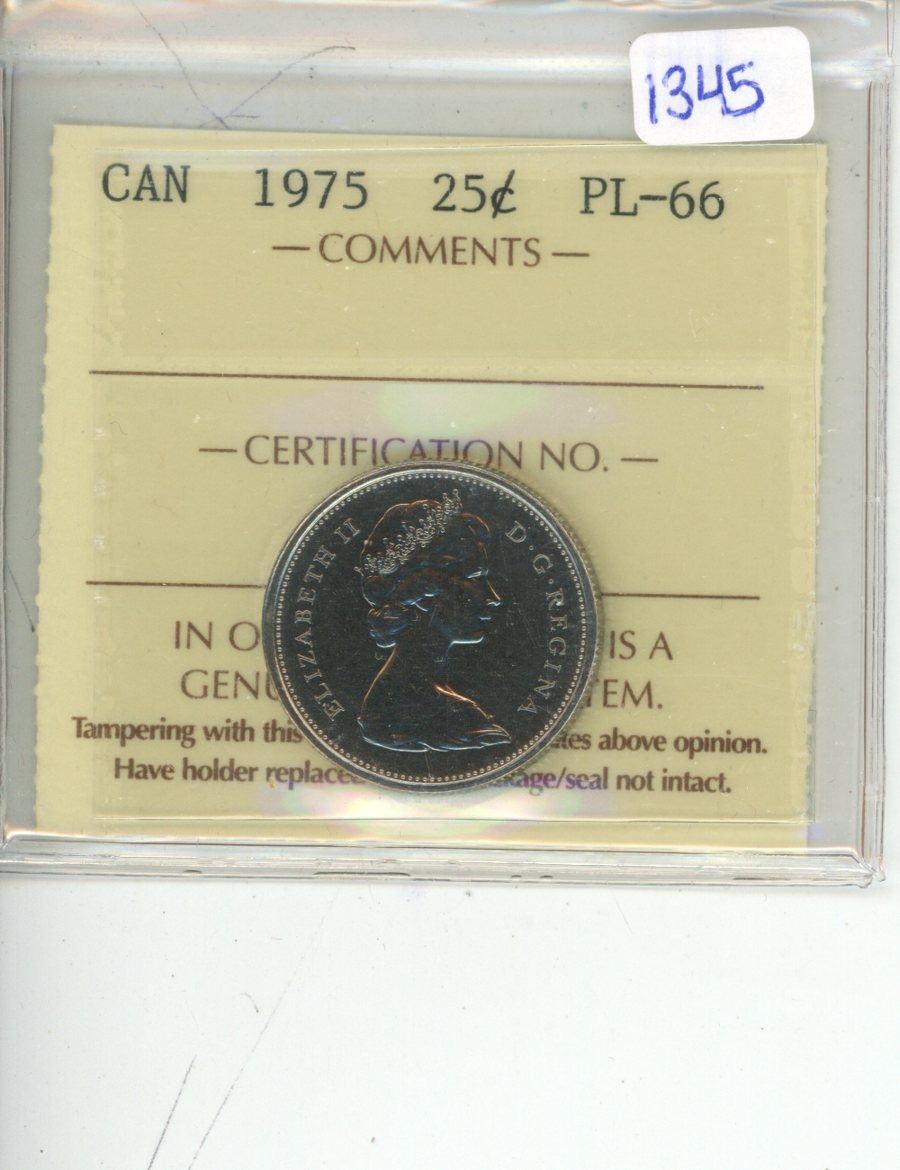 1345
CAN 1975 25¢ PL-66
— COMMENTS —
— CERTIFICATION NO. —
ELIZABETH II D·G·REGINA
IN O IS A
GENU TEM.
Tampering with this tes above opinion.
Have holder replace kage/seal not intact.